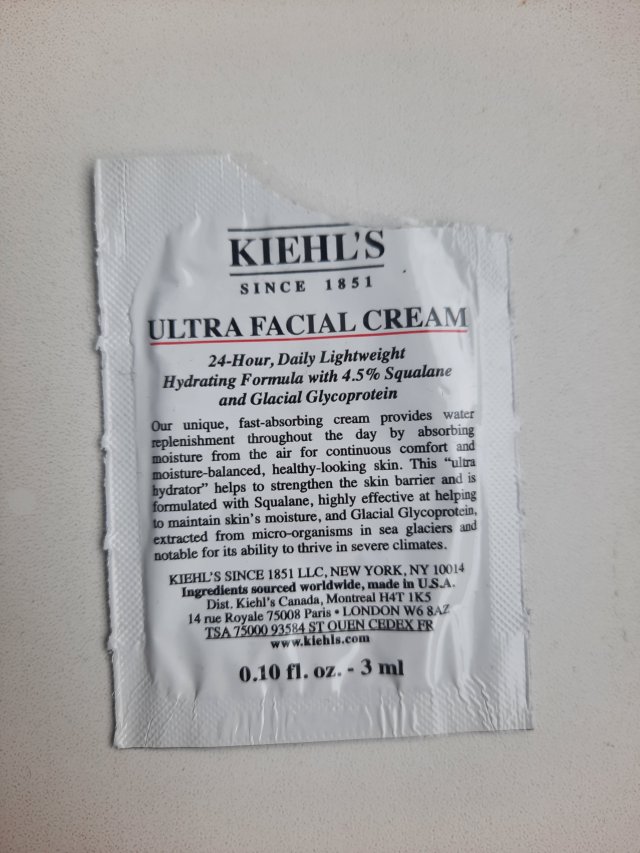 KIEHL'S
SINCE 1851
ULTRA FACIAL CREAM
24-Hour, Daily Lightweight
Hydrating Formula with 4.5% Squalane
and Glacial Glycoprotein
Our unique, fast-absorbing cream provides water
replenishment throughout the day by absorbing
moisture from the air for continuous comfort and
moisture-balanced, healthy-looking skin. This “ultra
hydrator” helps to strengthen the skin barrier and is
formulated with Squalane, highly effective at helping
to maintain skin's moisture, and Glacial Glycoprotein,
extracted from micro-organisms in sea glaciers and
notable for its ability to thrive in severe climates.
KIEHL'S SINCE 1851 LLC, NEW YORK, NY 10014
Ingredients sourced worldwide, made in U.S.A.
Dist. Kiehl's Canada, Montreal H4T 1K5
14 rue Royale 75008 Paris • LONDON W6 8AZ
TSA 75000 93584 ST OUEN CEDEX FR
www.kiehls.com
0.10 fl. oz. - 3 ml